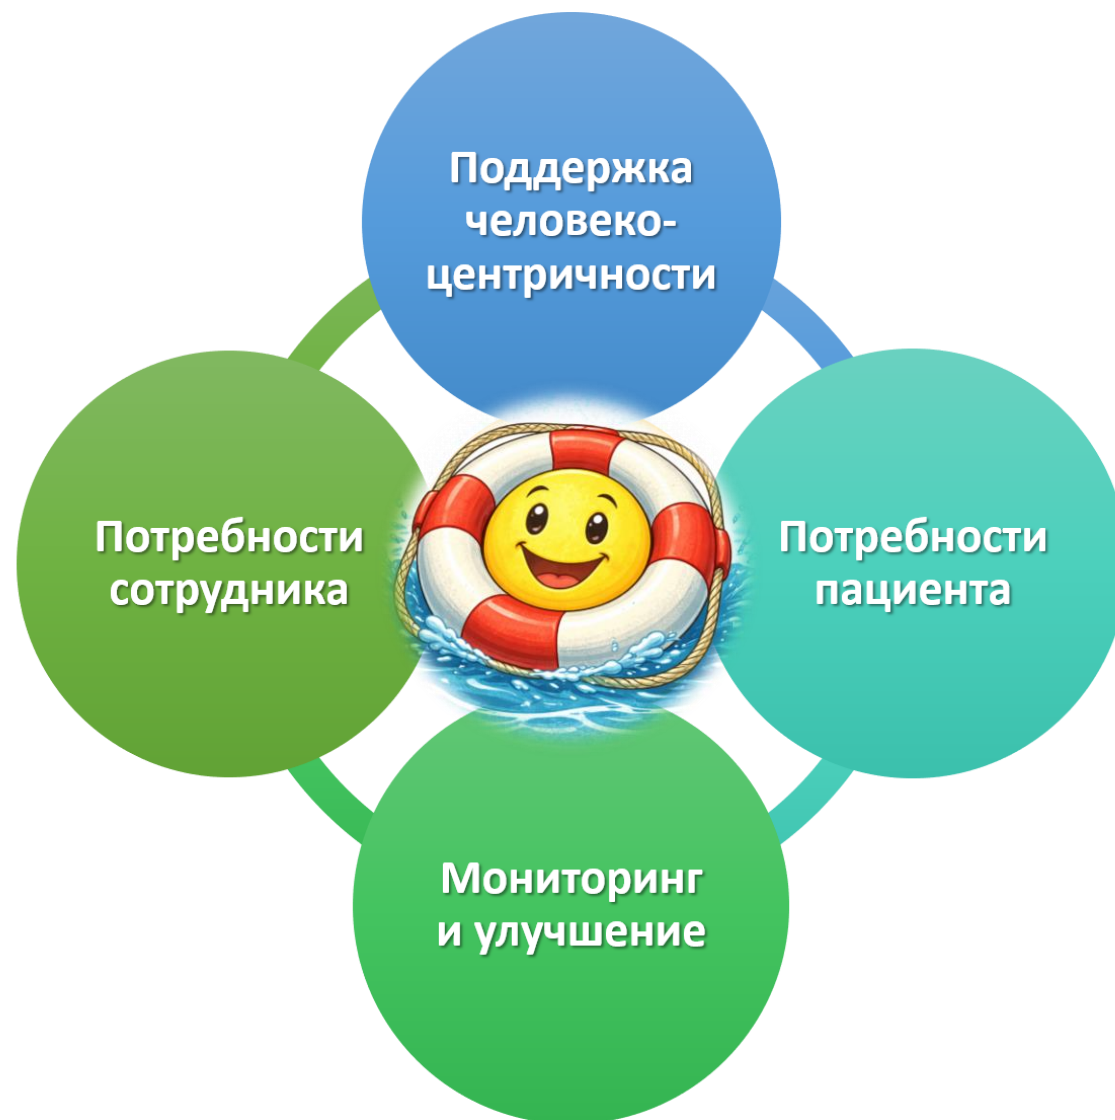 Поддержка
человеко-
центричности
Потребности
сотрудника
Потребности
пациента
Мониторинг
и улучшение